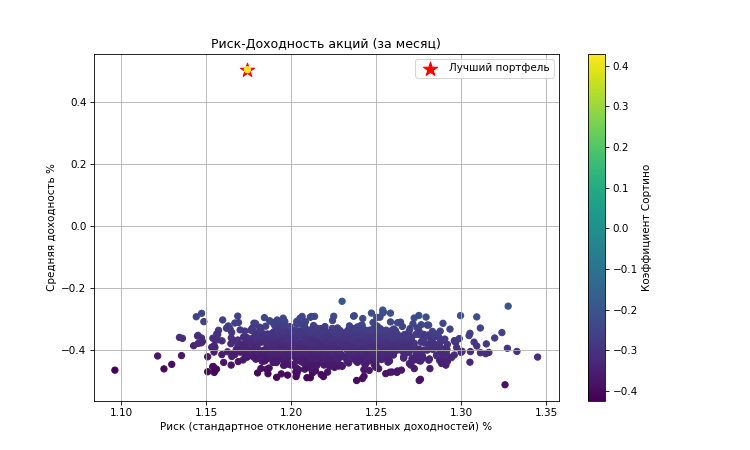 Риск-Доходность акций (за месяц)
Лучший портфель
0.4
0.2
0.0
−0.2
−0.4
Средняя доходность %
1.10 1.15 1.20 1.25 1.30 1.35
Риск (стандартное отклонение негативных доходностей) %
0.4
0.3
0.2
0.1
0.0
−0.1
−0.2
−0.3
−0.4
Коэффициент Сортино